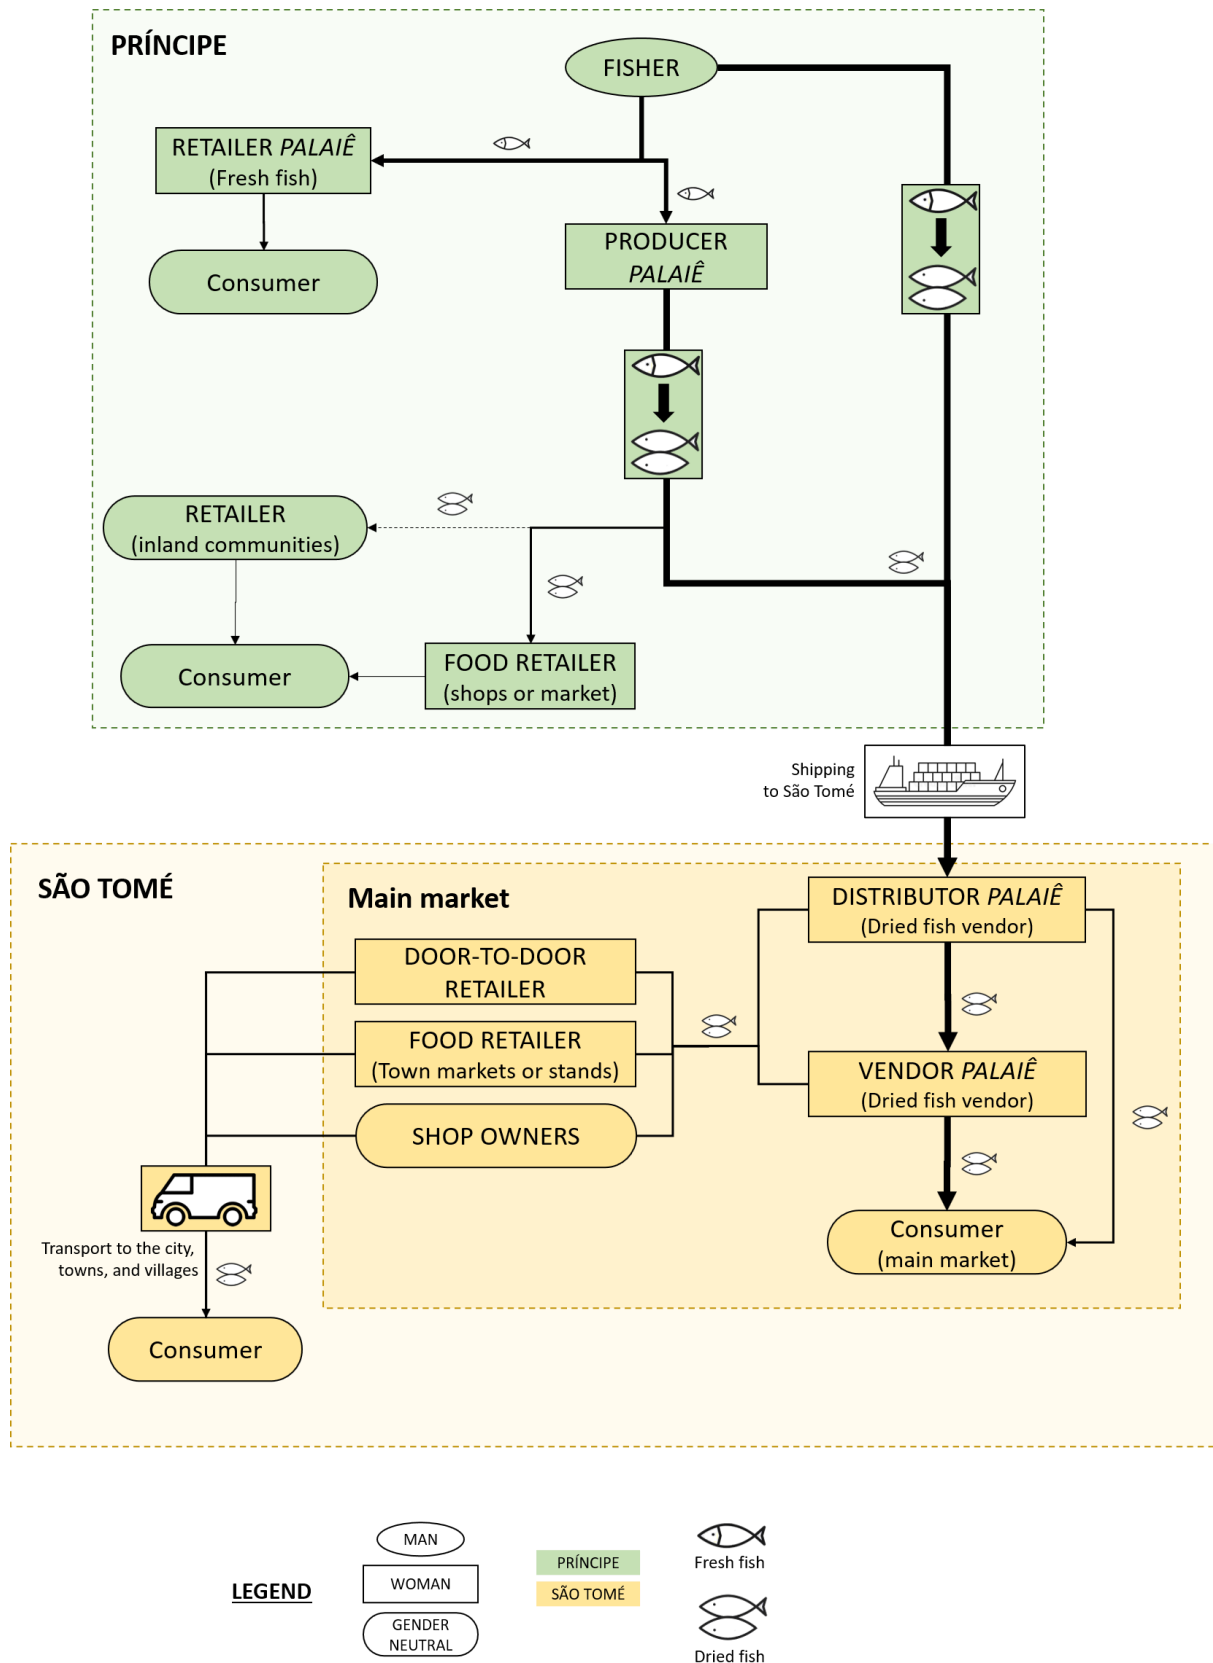 PRÍNCIPE
FISHER
RETAILER PALAIÊ
(Fresh fish)
Consumer
PRODUCER
PALAIÊ
RETAILER
(inland communities)
Consumer
FOOD RETAILER
(shops or market)
Shipping
to São Tomé
SÃO TOMÉ
Main market
DISTRIBUTOR PALAIÊ
(Dried fish vendor)
DOOR-TO-DOOR
RETAILER
FOOD RETAILER
(Town markets or stands)
SHOP OWNERS
VENDOR PALAIÊ
(Dried fish vendor)
Consumer
(main market)
Transport to the city,
towns, and villages
Consumer
LEGEND
MAN
WOMAN
GENDER
NEUTRAL
PRÍNCIPE
SÃO TOMÉ
Fresh fish
Dried fish